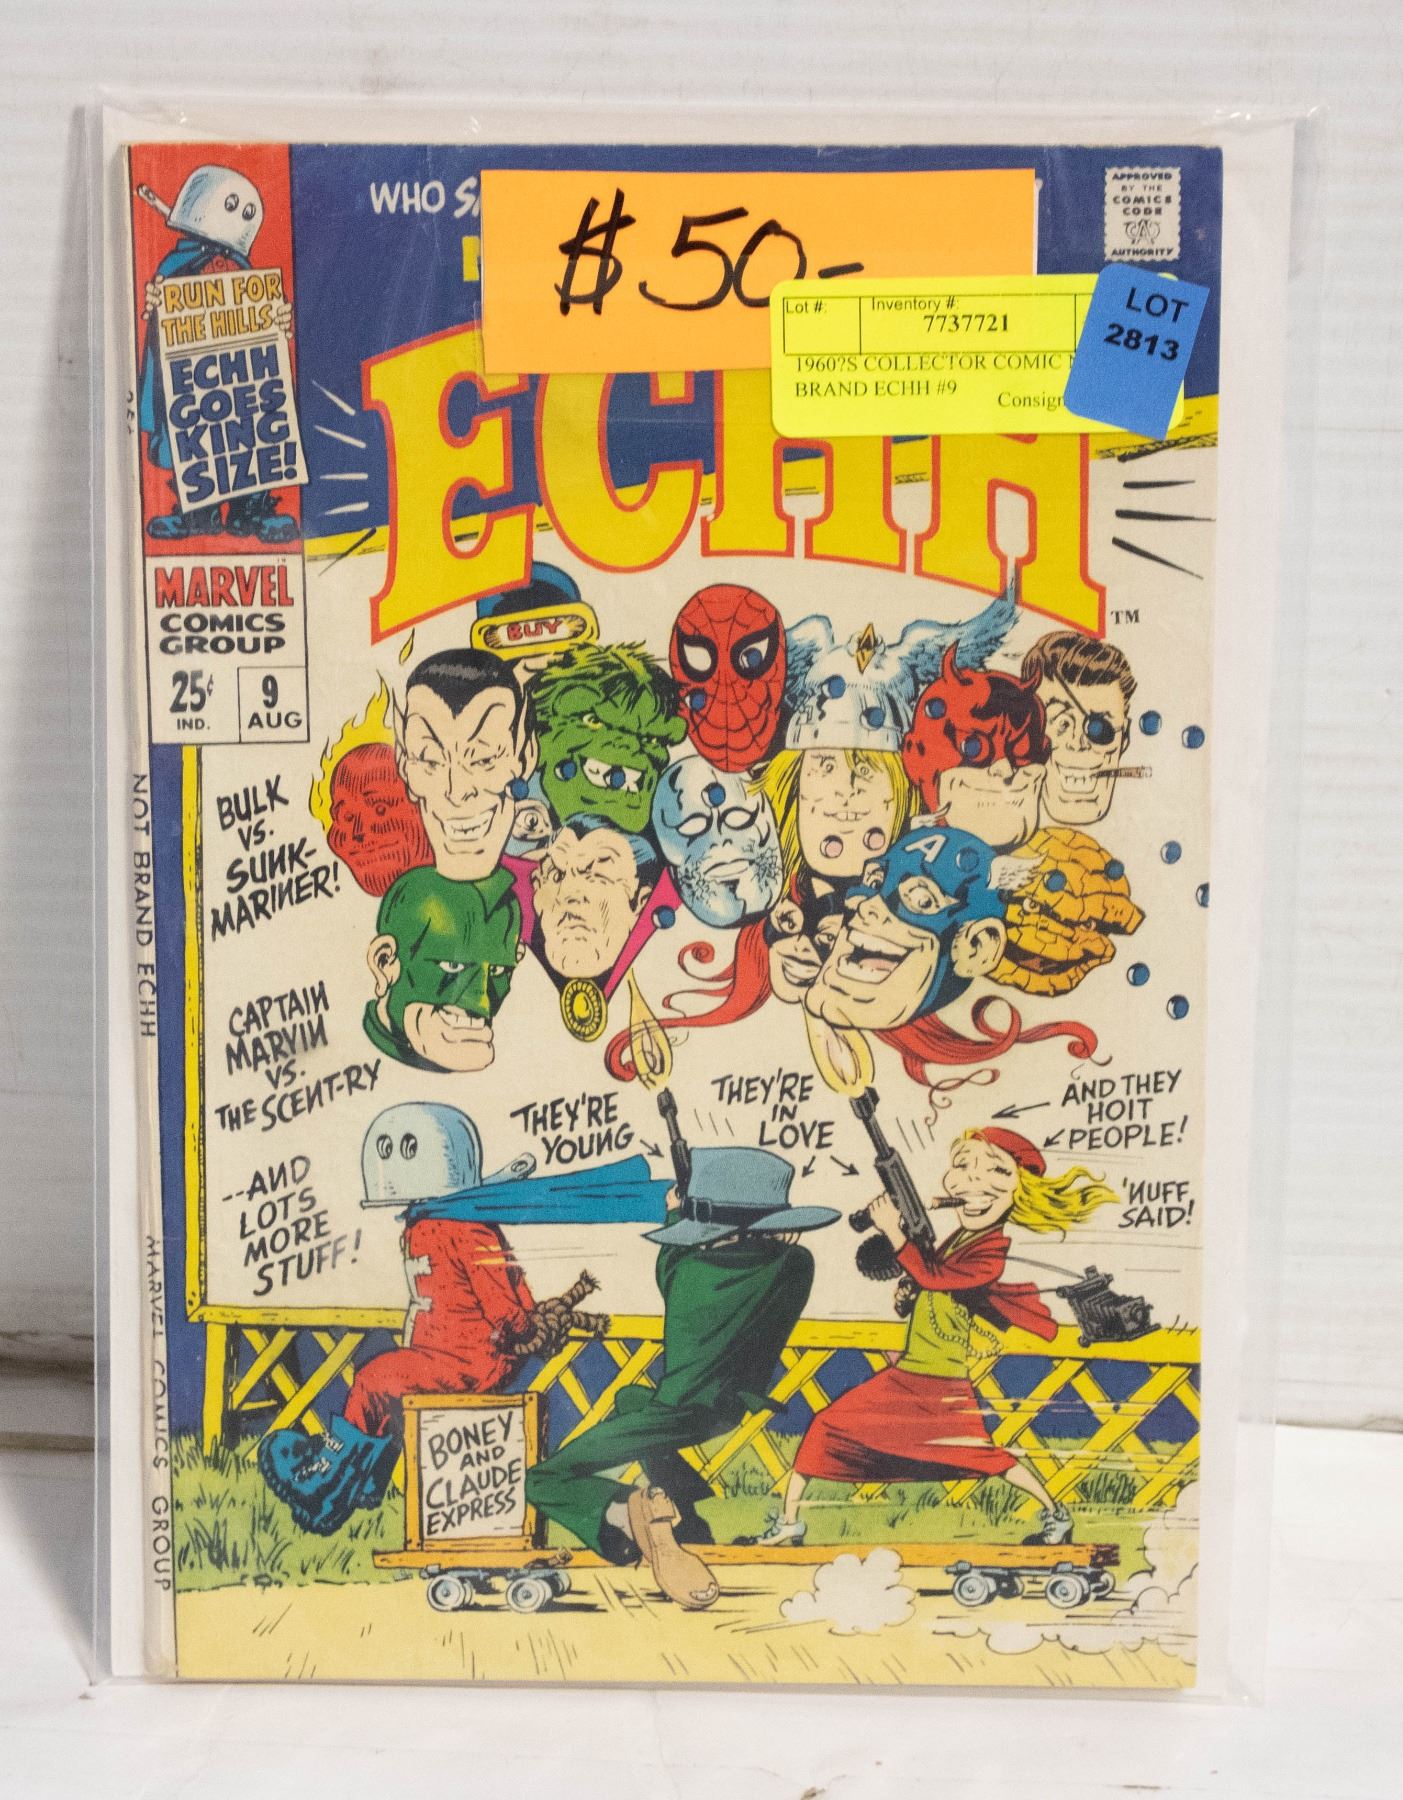 WHO
$50-
APPROVED
BY THE
COMICS
CODE
AUTHORITY
Lot #:
Inventory #:
7737721
1960?S COLLECTOR COMIC
BRAND ECHH #9
Consign
LOT
2813
RUN FOR
THE HILLS
ECHH
GOES
KING
SIZE!
ECHH
TM
MARVEL
COMICS
GROUP
25¢
IND.
9
AUG
BUY
A
NOT BRAND ECHH
MARVEL COMICS GROUP
BULK
VS.
SUNK-
MARINER!
CAPTAIN
MARVIN
VS.
THE SCENT-RY
--AND
LOTS
MORE
STUFF!
THEY'RE
YOUNG
THEY'RE
IN
LOVE
AND THEY
HOIT
PEOPLE!
'NUFF
SAID!
BONEY
AND
CLAUDE
EXPRESS